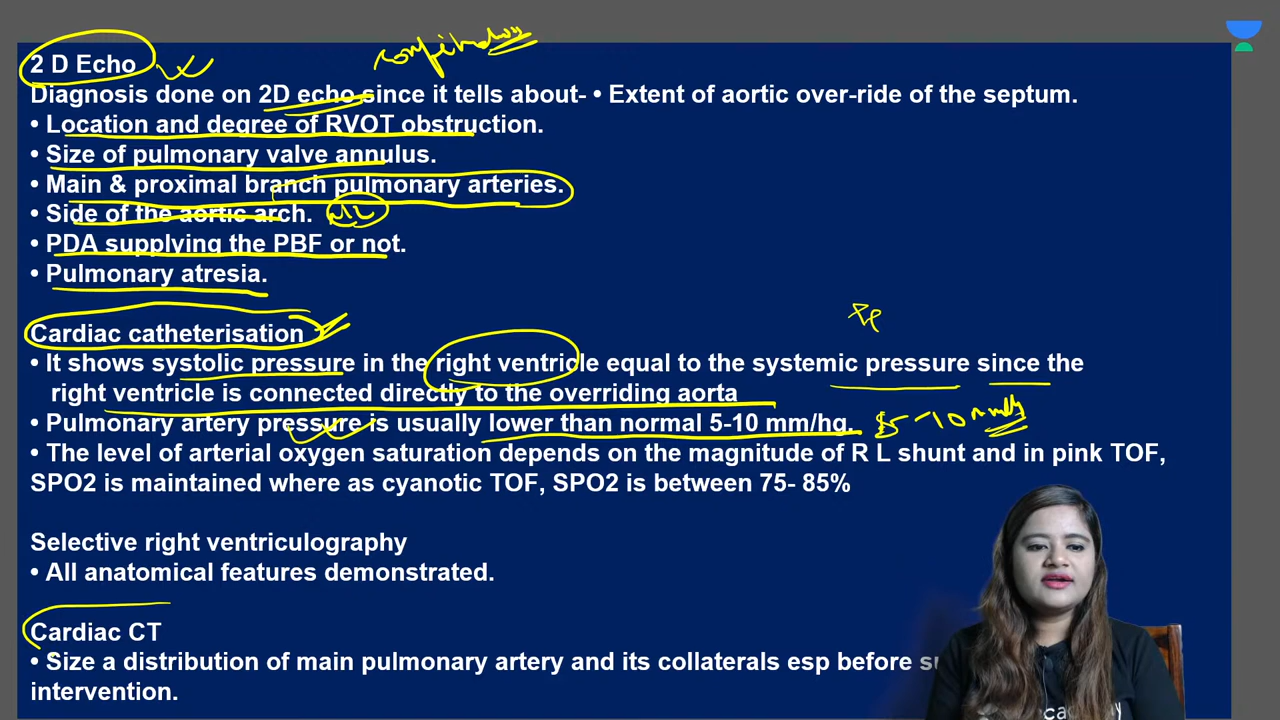 2 D Echo
Diagnosis done on 2D echo since it tells about- • Extent of aortic over-ride of the septum.
• Location and degree of RVOT obstruction.
• Size of pulmonary valve annulus.
• Main & proximal branch pulmonary arteries.
• Side of the aortic arch.
• PDA supplying the PBF or not.
• Pulmonary atresia.
Cardiac catheterisation
• It shows systolic pressure in the right ventricle equal to the systemic pressure since the
right ventricle is connected directly to the overriding aorta
• Pulmonary artery pressure is usually lower than normal 5-10 mm/hg. 5-10 mmHg
• The level of arterial oxygen saturation depends on the magnitude of R L shunt and in pink TOF,
SPO2 is maintained where as cyanotic TOF, SPO2 is between 75- 85%
Selective right ventriculography
• All anatomical features demonstrated.
Cardiac CT
• Size a distribution of main pulmonary artery and its collaterals esp before
intervention.